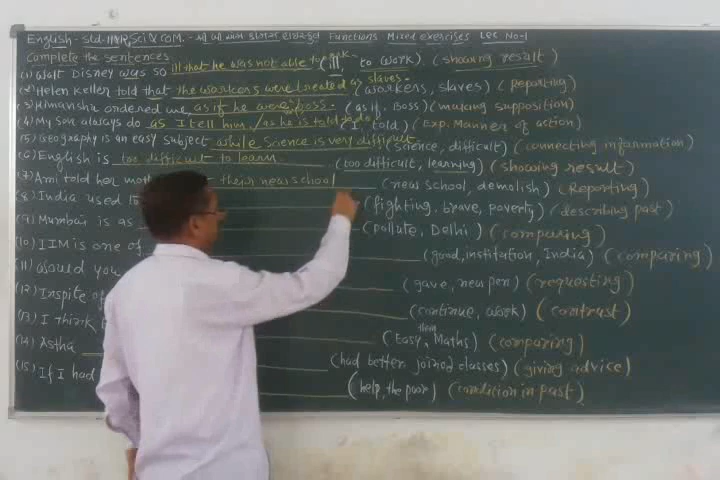 English - Std-11 Sci & COM. - Functions Mixed exercises Lec No-1
Complete the sentences
(1) Walt Disney was so ill that he was not able to work. (ill, to work). (showing result)
(2) Helen Keller told that the workers were treated as slaves. (workers, slaves) (Reporting)
(3) Himanshu ordered me as if he were boss. (as if, Boss) (making supposition)
(4) My son always do as I tell him. / as he is told to do (I, told) (Exp. Manner of action)
(5) Geography is an easy subject while Science is very difficult (science, difficult) (connecting information)
(6) English is too difficult to learn. (too difficult, learning) (showing result)
(7) Ami told her their new school (new school, demolish) (Reporting)
(8) India used to (fighting, brave, poverty) (describing past)
(9) Mumbai is as (pollute, Delhi) (comparing)
(10) IIM is one of (good, institution, India) (comparing)
(11) Would you (gave, new pen) (requesting)
(12) Inspite of (continue, work) (contrust)
(13) I think (Easy, them Maths) (comparing)
(14) Astha (had better, joined classes) (giving advice)
(15) If I had (help, the poor) (condition in past)